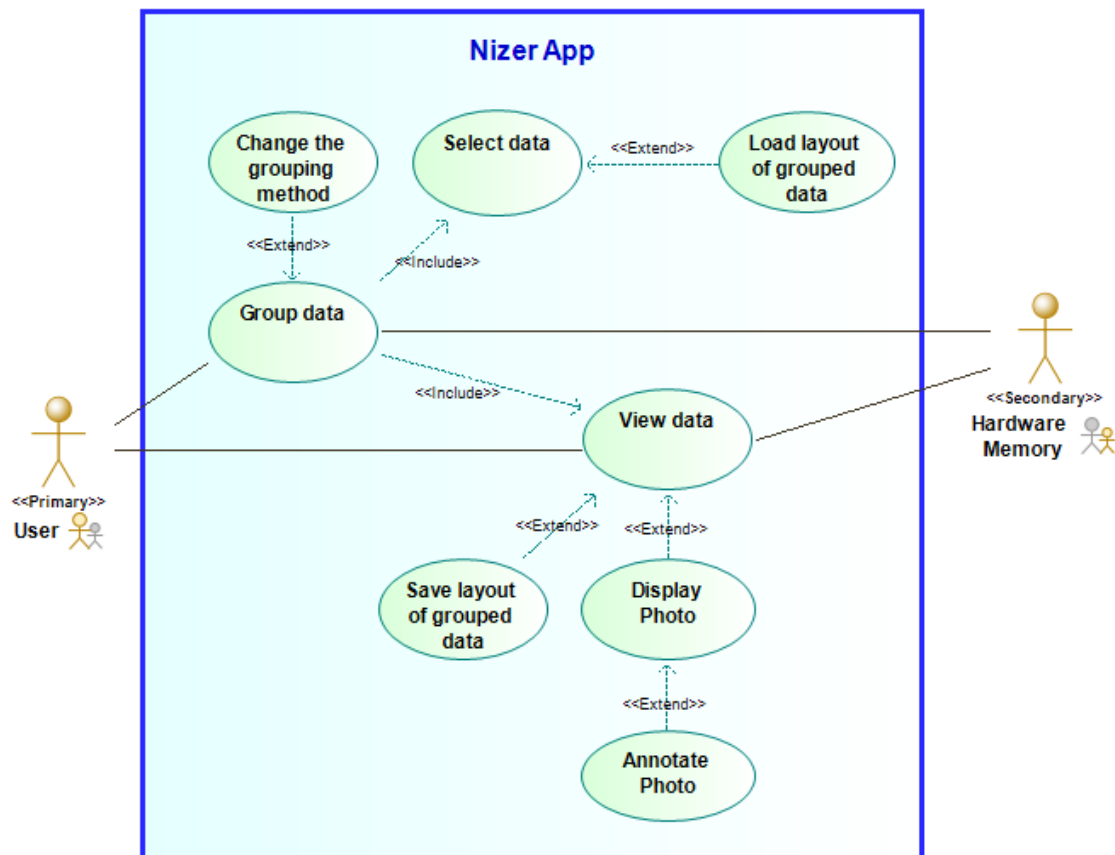 Nizer App
Change the
grouping
method
Select data
<<Extend>>
Load layout
of grouped
data
<<Extend>>
<<Include>>
Group data
<<Include>>
View data
<<Secondary>>
Hardware
Memory
<<Primary>>
User
<<Extend>>
<<Extend>>
Save layout
of grouped
data
Display
Photo
<<Extend>>
Annotate
Photo